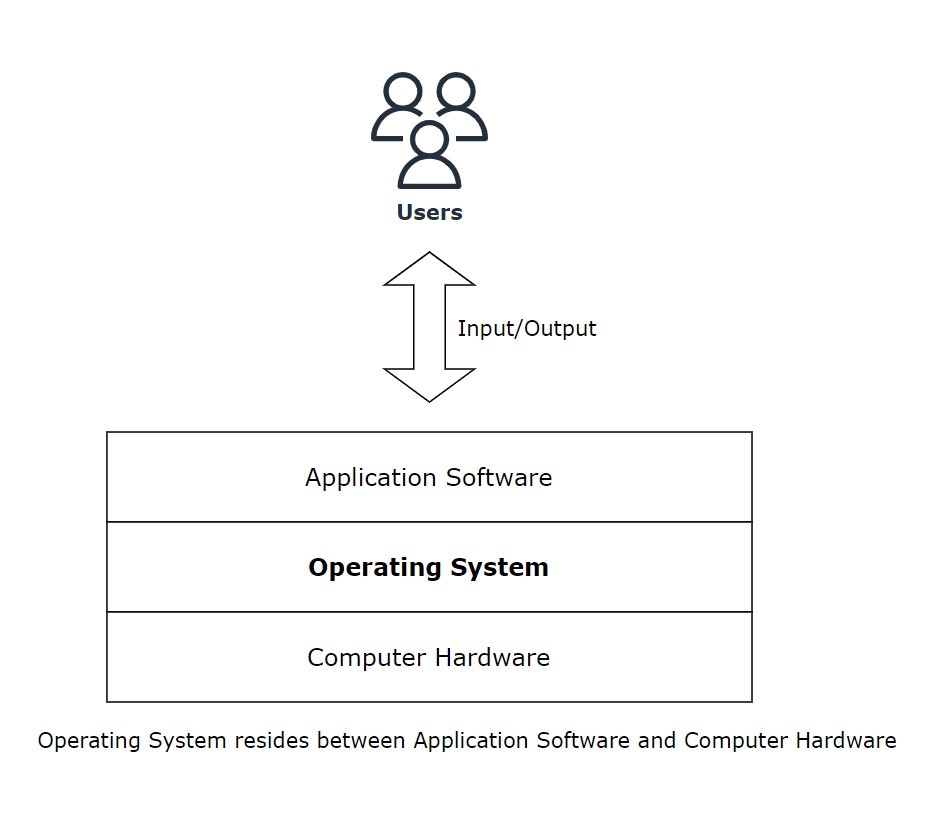 Users
Input/Output
Application Software
Operating System
Computer Hardware
Operating System resides between Application Software and Computer Hardware